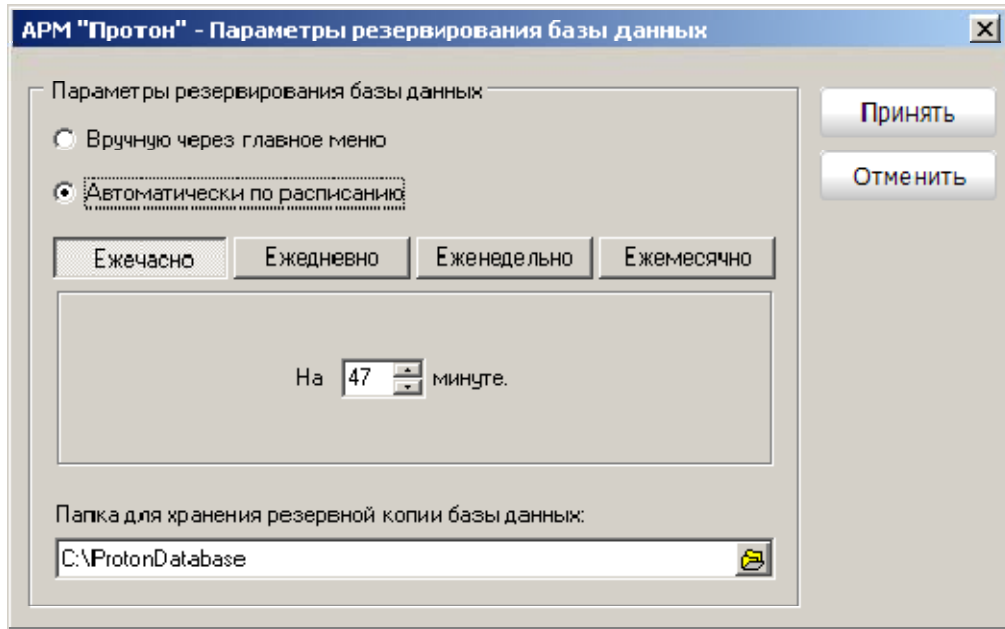 АРМ "Протон" - Параметры резервирования базы данных
Параметры резервирования базы данных
Принять
Вручную через главное меню
Отменить
Автоматически по расписанию
Ежечасно Ежедневно Еженедельно Ежемесячно
На 47 минуте.
Папка для хранения резервной копии базы данных:
C:\ProtonDatabase